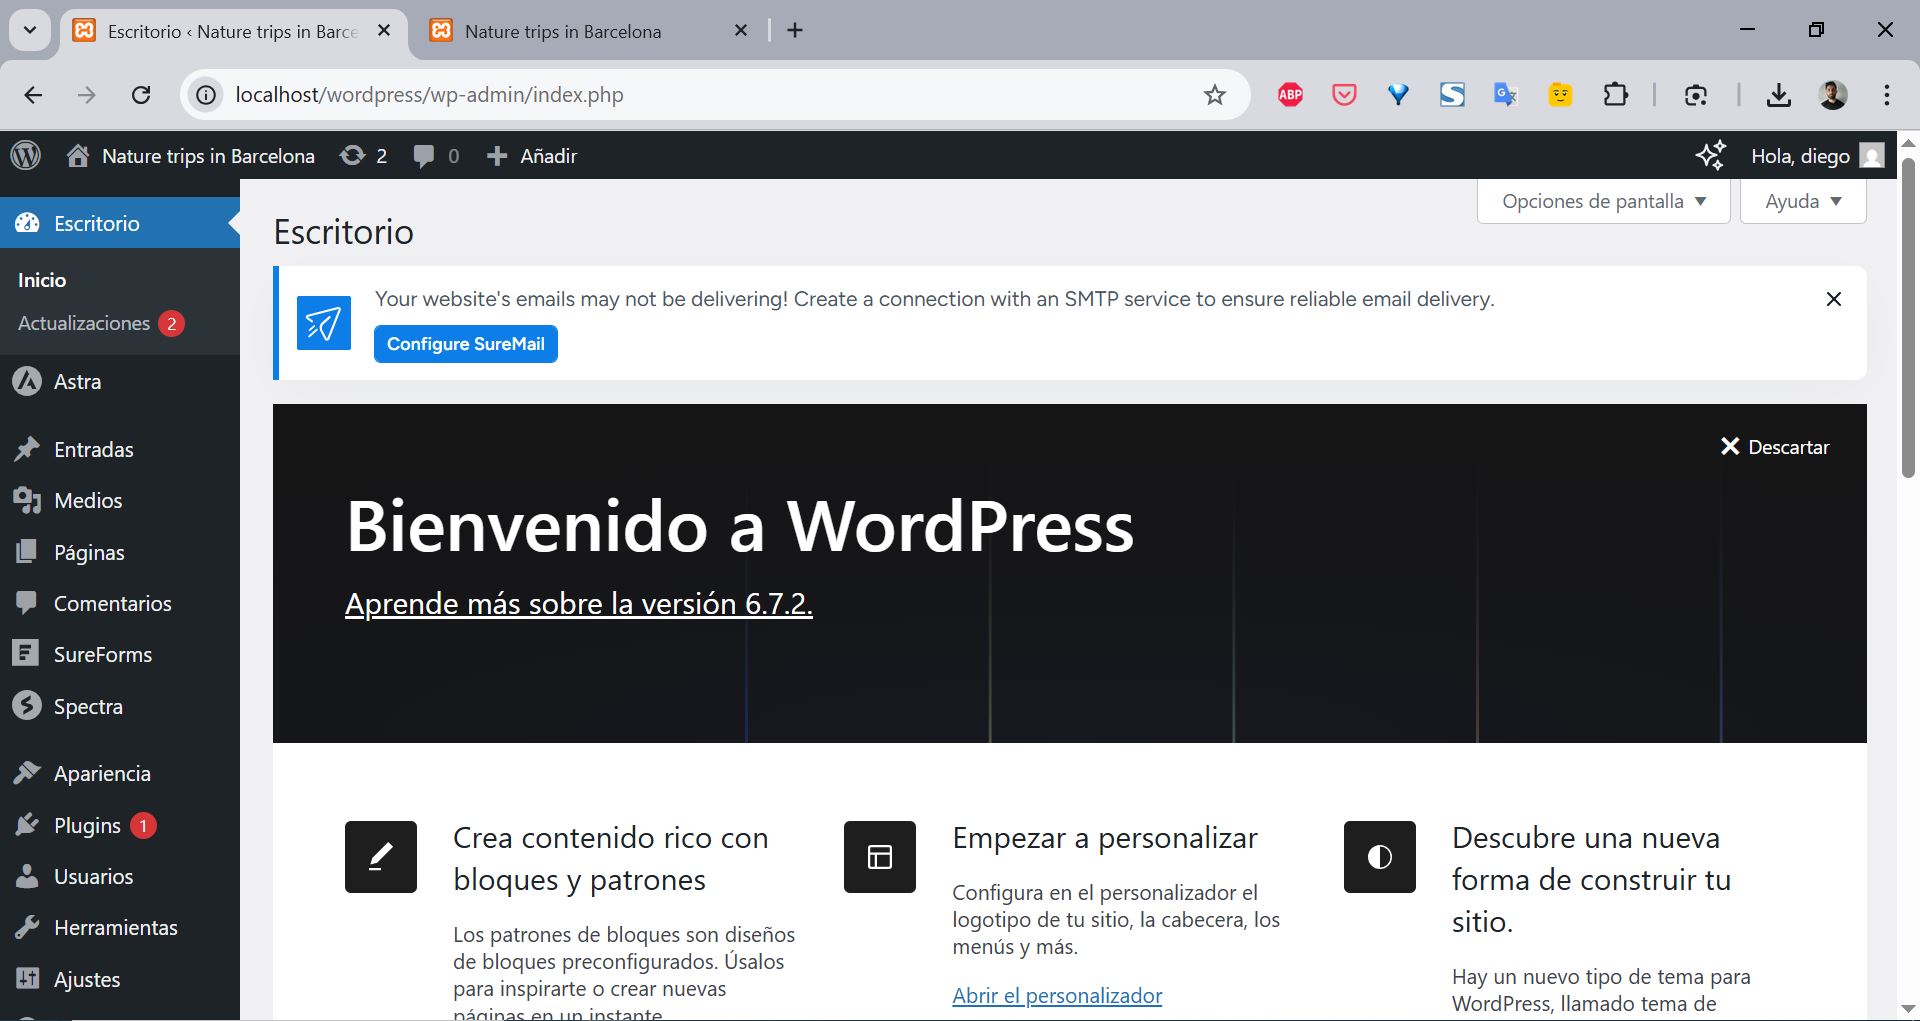 Escritorio ‹ Nature trips in Barce
Nature trips in Barcelona
localhost/wordpress/wp-admin/index.php
ABP
Nature trips in Barcelona
2
0
Añadir
Hola, diego
Escritorio
Inicio
Actualizaciones 2
Astra
Entradas
Medios
Páginas
Comentarios
SureForms
Spectra
Apariencia
Plugins 1
Usuarios
Herramientas
Ajustes
Opciones de pantalla
Ayuda
Escritorio
Your website's emails may not be delivering! Create a connection with an SMTP service to ensure reliable email delivery.
Configure SureMail
Descartar
Bienvenido a WordPress
Aprende más sobre la versión 6.7.2.
Crea contenido rico con
bloques y patrones
Los patrones de bloques son diseños
de bloques preconfigurados. Úsalos
para inspirarte o crear nuevas
páginas en un instante.
Empezar a personalizar
Configura en el personalizador el
logotipo de tu sitio, la cabecera, los
menús y más.
Abrir el personalizador
Descubre una nueva
forma de construir tu
sitio.
Hay un nuevo tipo de tema para
WordPress, llamado tema de